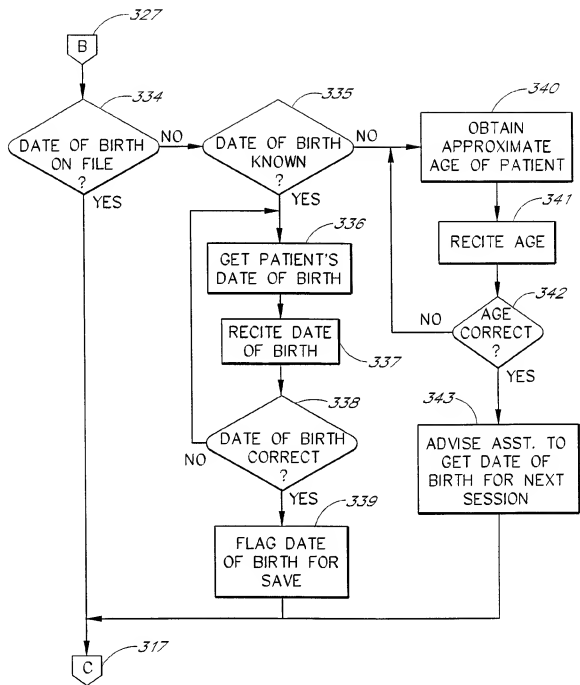 B
327
334
DATE OF BIRTH
ON FILE
?
NO
YES
335
DATE OF BIRTH
KNOWN
?
NO
YES
340
OBTAIN
APPROXIMATE
AGE OF PATIENT
341
RECITE AGE
336
GET PATIENT'S
DATE OF BIRTH
342
AGE
CORRECT
?
NO
YES
RECITE DATE
OF BIRTH
337
338
DATE OF BIRTH
CORRECT
?
NO
YES
343
ADVISE ASST. TO
GET DATE OF
BIRTH FOR NEXT
SESSION
339
FLAG DATE
OF BIRTH FOR
SAVE
C
317